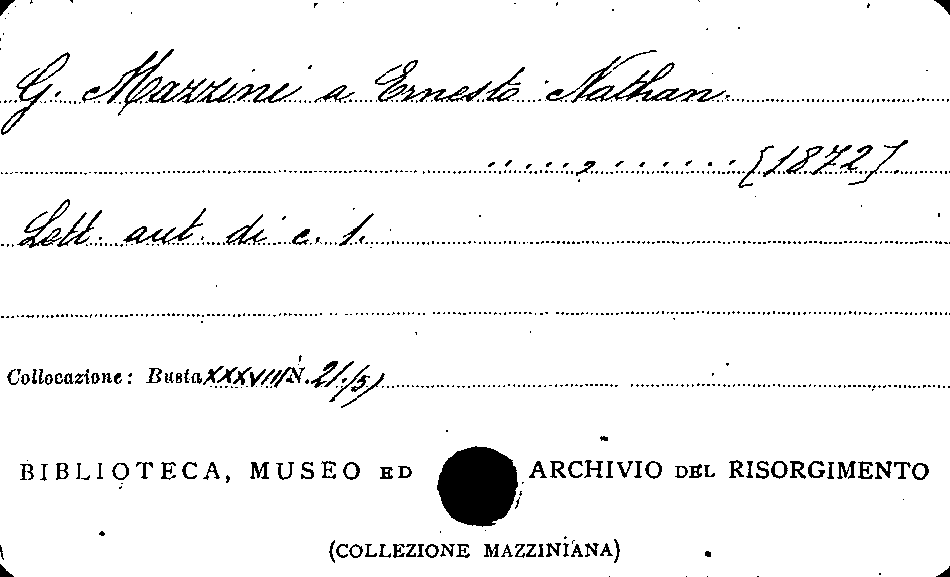 G. Mazzini a Ernesto Nathan.
......, ....... [1872].
Lett. aut. di c. 1.
Collocazione: Busta XXXVIII N. 21./5)
BIBLIOTECA, MUSEO ED ARCHIVIO DEL RISORGIMENTO
(COLLEZIONE MAZZINIANA)